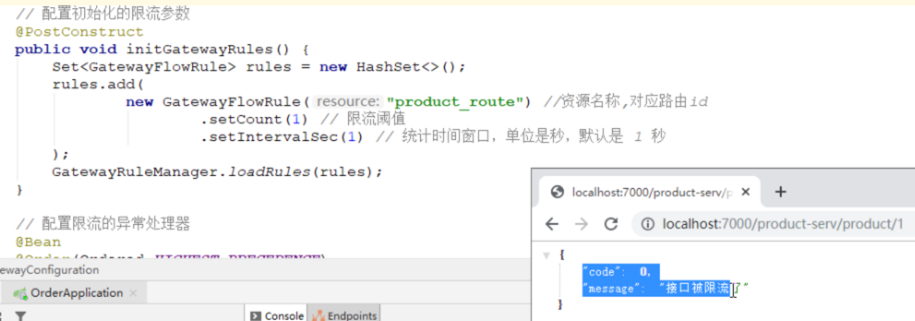 // 配置初始化的限流参数
@PostConstruct
public void initGatewayRules() {
Set<GatewayFlowRule> rules = new HashSet<>();
rules.add(
new GatewayFlowRule( resource: "product_route") //资源名称,对应路由id
.setCount(1) // 限流阈值
.setIntervalSec(1) // 统计时间窗口，单位是秒，默认是 1 秒
);
GatewayRuleManager.loadRules(rules);
}
// 配置限流的异常处理器
@Bean
ewayConfiguration
OrderApplication
Console
Endpoints
localhost:7000/product-serv/p
localhost:7000/product-serv/product/1
{
"code": 0,
"message": "接口被限流了"
}